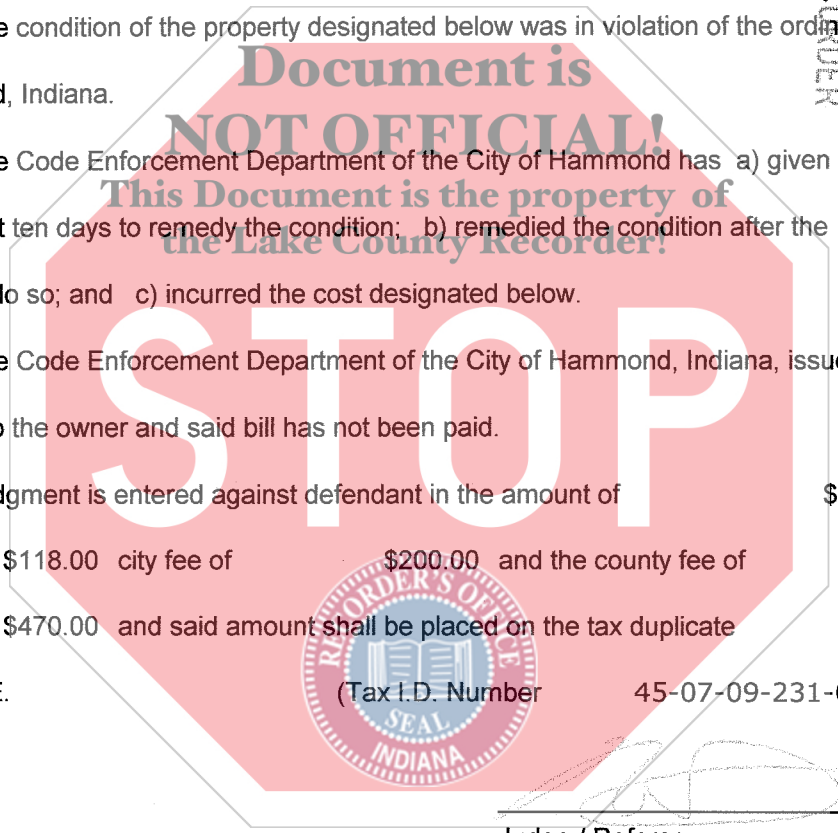 e condition of the property designated below was in violation of the ordin
Document is
d, Indiana.
NOT OFFICIAL!
e Code Enforcement Department of the City of Hammond has a) given
This Document is the property of
t ten days to remedy the condition; b) remedied the condition after the
the Lake County Recorder!
do so; and c) incurred the cost designated below.
STOP
e Code Enforcement Department of the City of Hammond, Indiana, issue
o the owner and said bill has not been paid.
dgment is entered against defendant in the amount of $
$118.00 city fee of $200.00 and the county fee of
$470.00 and said amount shall be placed on the tax duplicate
E. (Tax I.D. Number 45-07-09-231-0
RECORDER'S OFFICE
SEAL
INDIANA
Judge / Referee